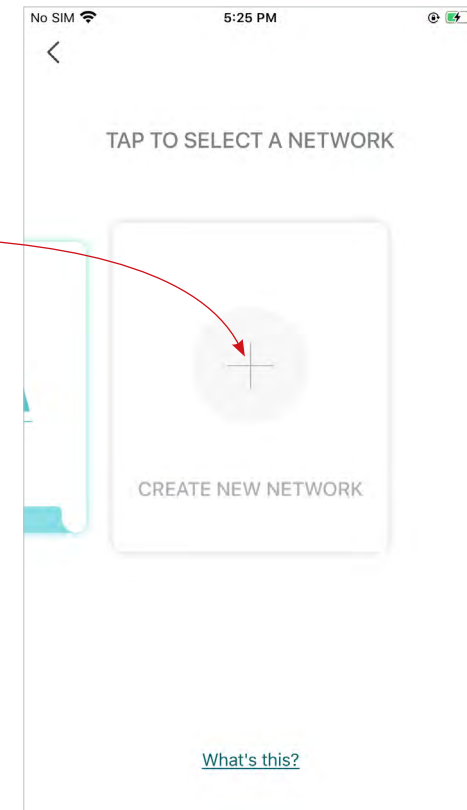 No SIM 5:25 PM
TAP TO SELECT A NETWORK
CREATE NEW NETWORK
What's this?